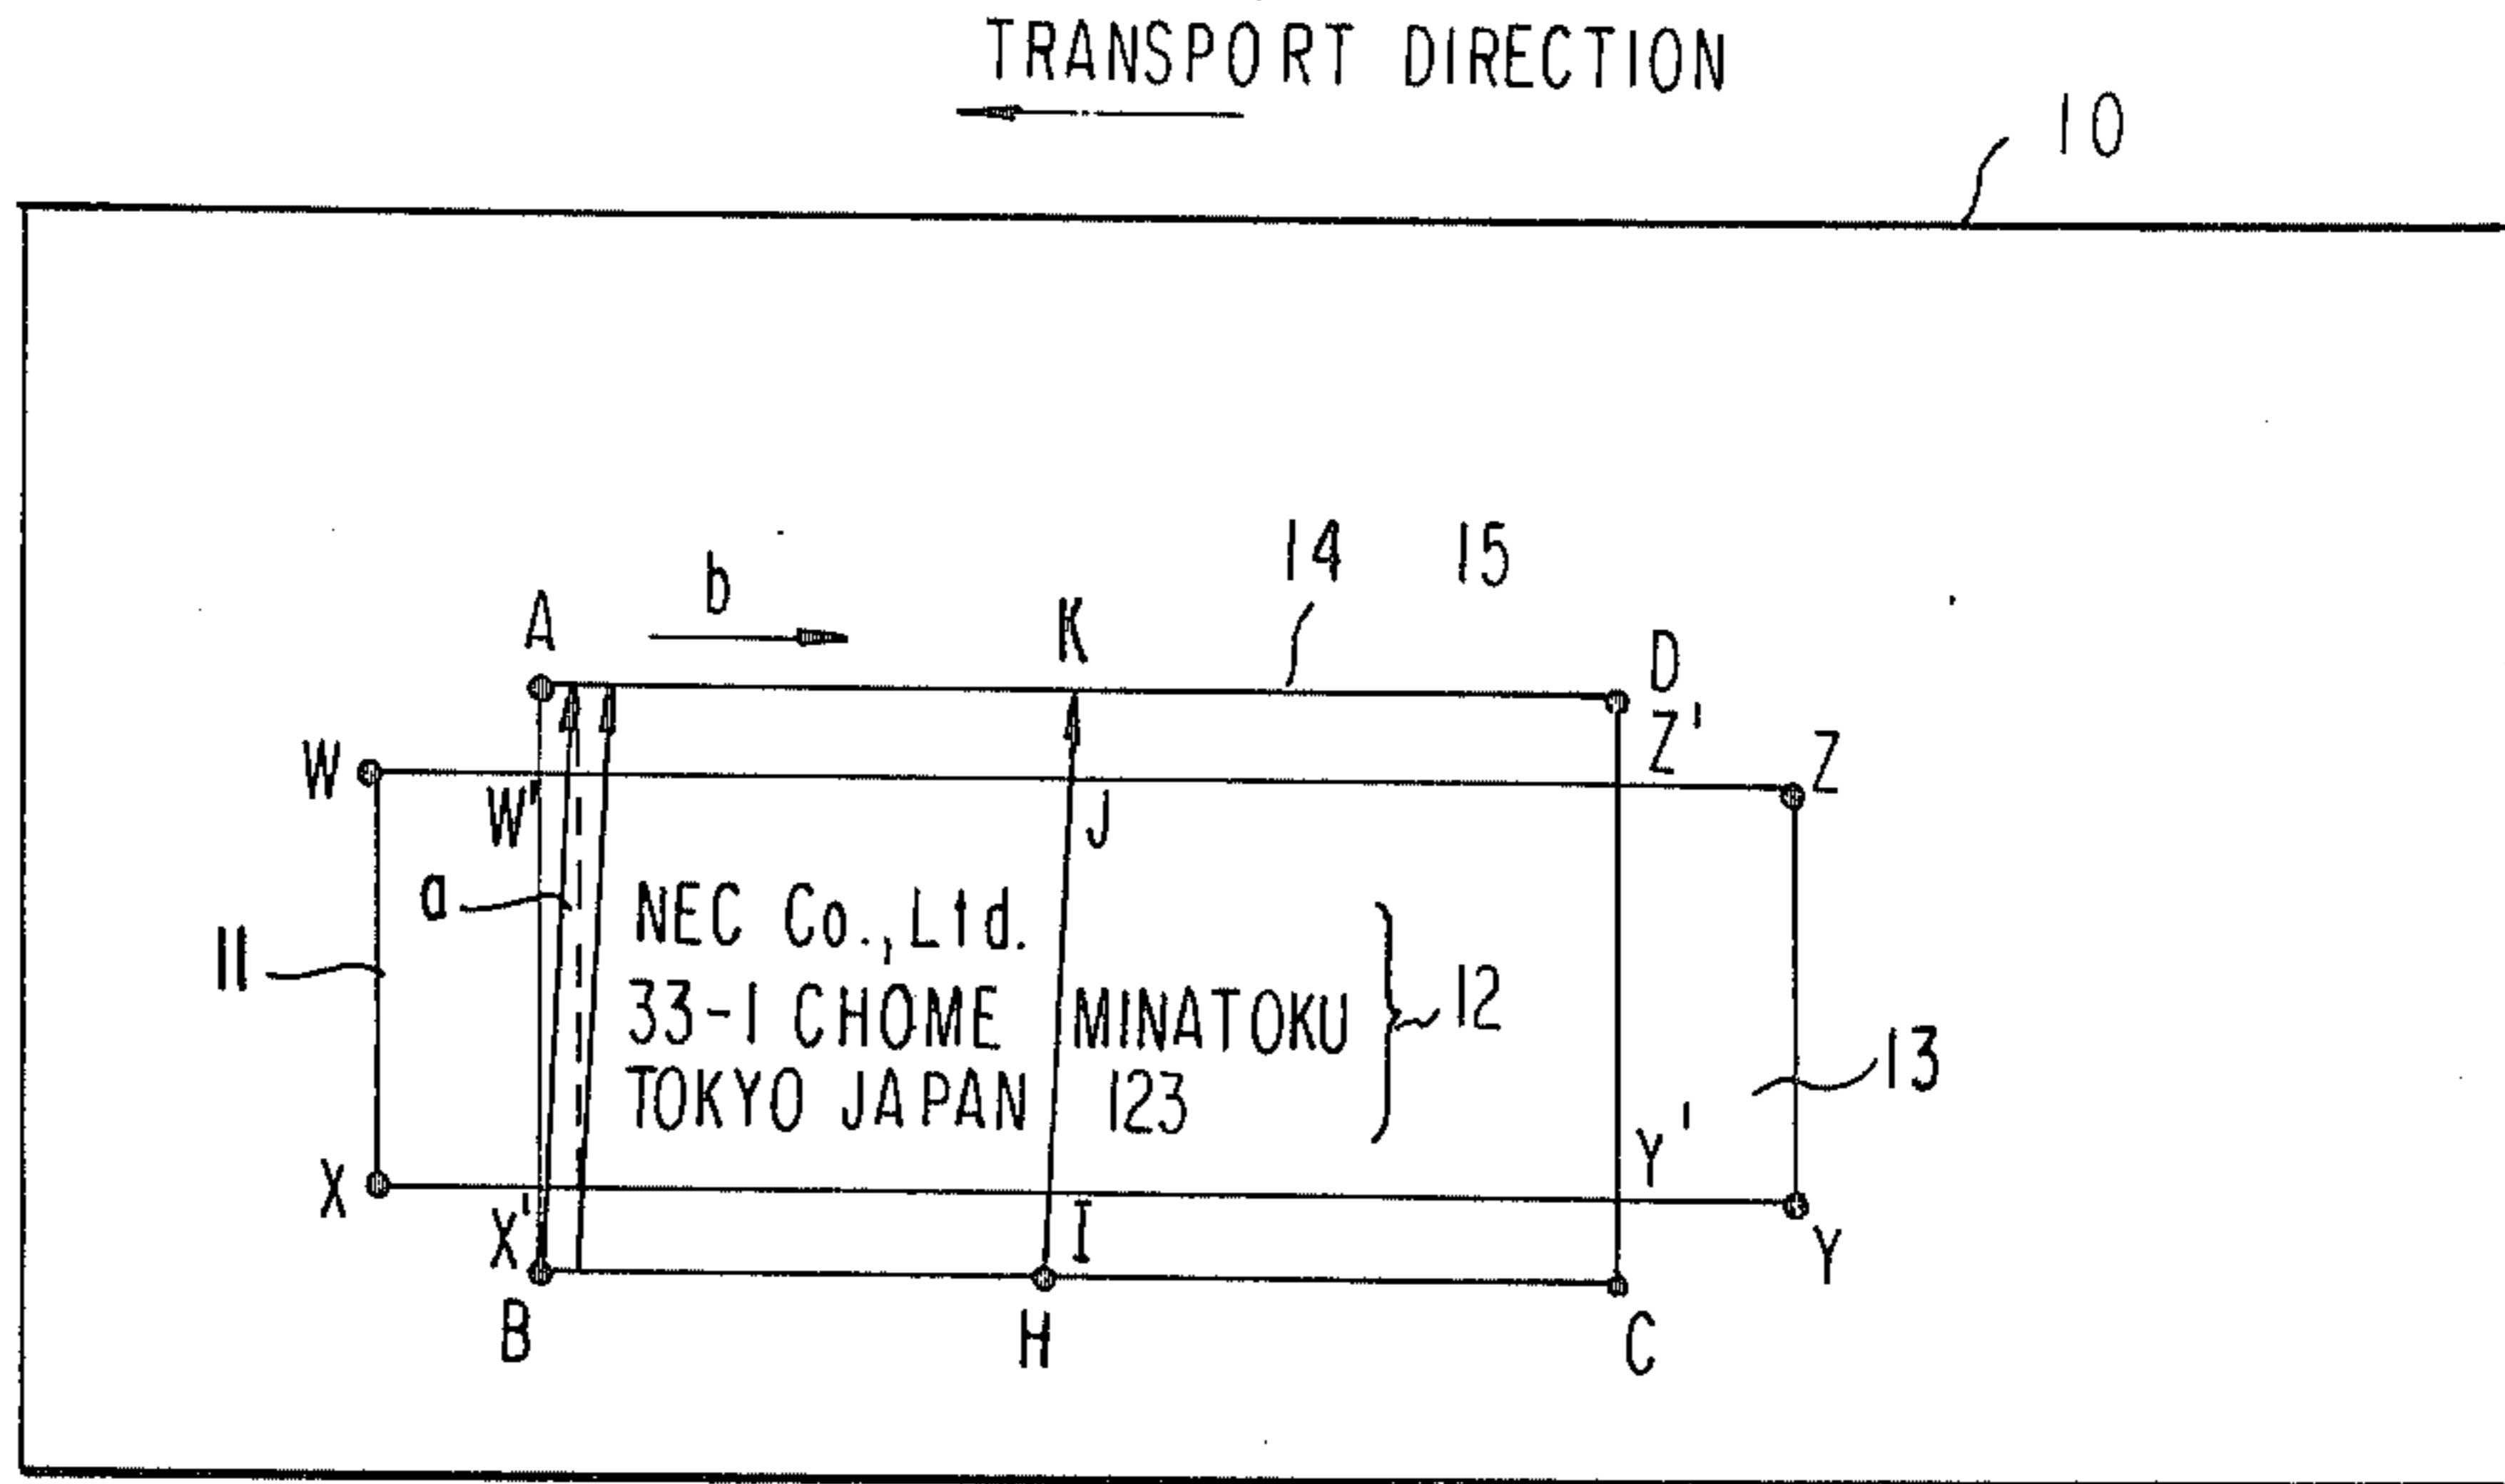 TRANSPORT DIRECTION
10
14 15
b
A K D
Z'
W Z
W' J
a
NEC Co.,Ltd.
11
33-1 CHOME MINATOKU
12
TOKYO JAPAN 123
13
Y'
X
X' I
Y
B H C